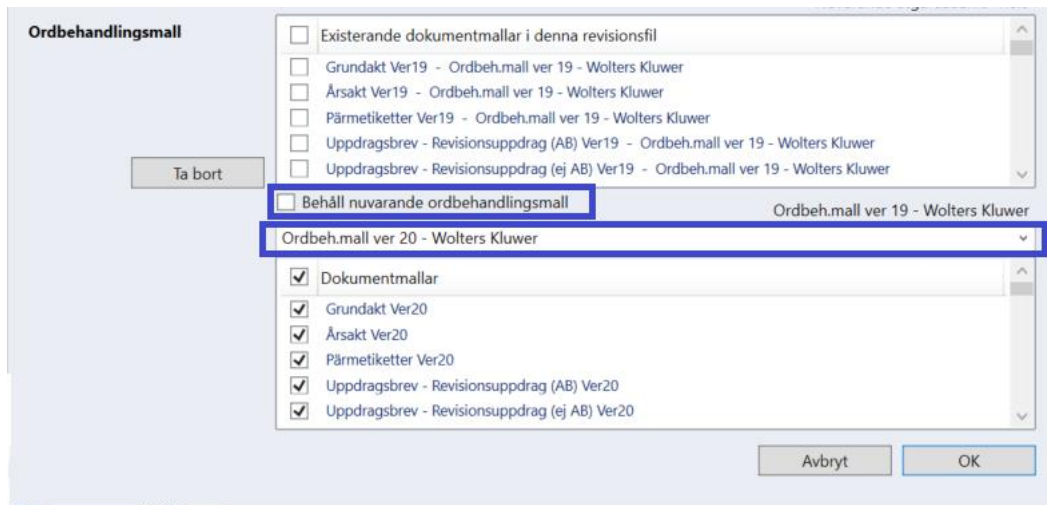 Ordbehandlingsmall
Existerande dokumentmallar i denna revisionsfil
Grundakt Ver19 - Ordbeh.mall ver 19 - Wolters Kluwer
Årsakt Ver19 - Ordbeh.mall ver 19 - Wolters Kluwer
Pärmetiketter Ver19 - Ordbeh.mall ver 19 - Wolters Kluwer
Uppdragsbrev - Revisionsuppdrag (AB) Ver19 - Ordbeh.mall ver 19 - Wolters Kluwer
Uppdragsbrev - Revisionsuppdrag (ej AB) Ver19 - Ordbeh.mall ver 19 - Wolters Kluwer
Ta bort
Behåll nuvarande ordbehandlingsmall
Ordbeh.mall ver 19 - Wolters Kluwer
Ordbeh.mall ver 20 - Wolters Kluwer
Dokumentmallar
Grundakt Ver20
Årsakt Ver20
Pärmetiketter Ver20
Uppdragsbrev - Revisionsuppdrag (AB) Ver20
Uppdragsbrev - Revisionsuppdrag (ej AB) Ver20
Avbryt
OK